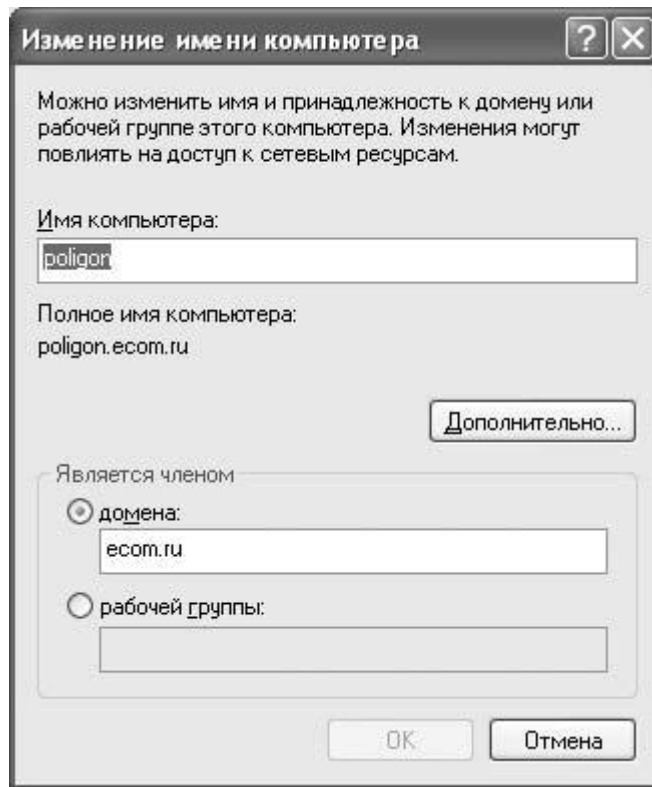 Изменение имени компьютера
Можно изменить имя и принадлежность к домену или
рабочей группе этого компьютера. Изменения могут
повлиять на доступ к сетевым ресурсам.
Имя компьютера:
poligon
Полное имя компьютера:
poligon.ecom.ru
Дополнительно...
Является членом
домена:
ecom.ru
рабочей группы:
OK
Отмена